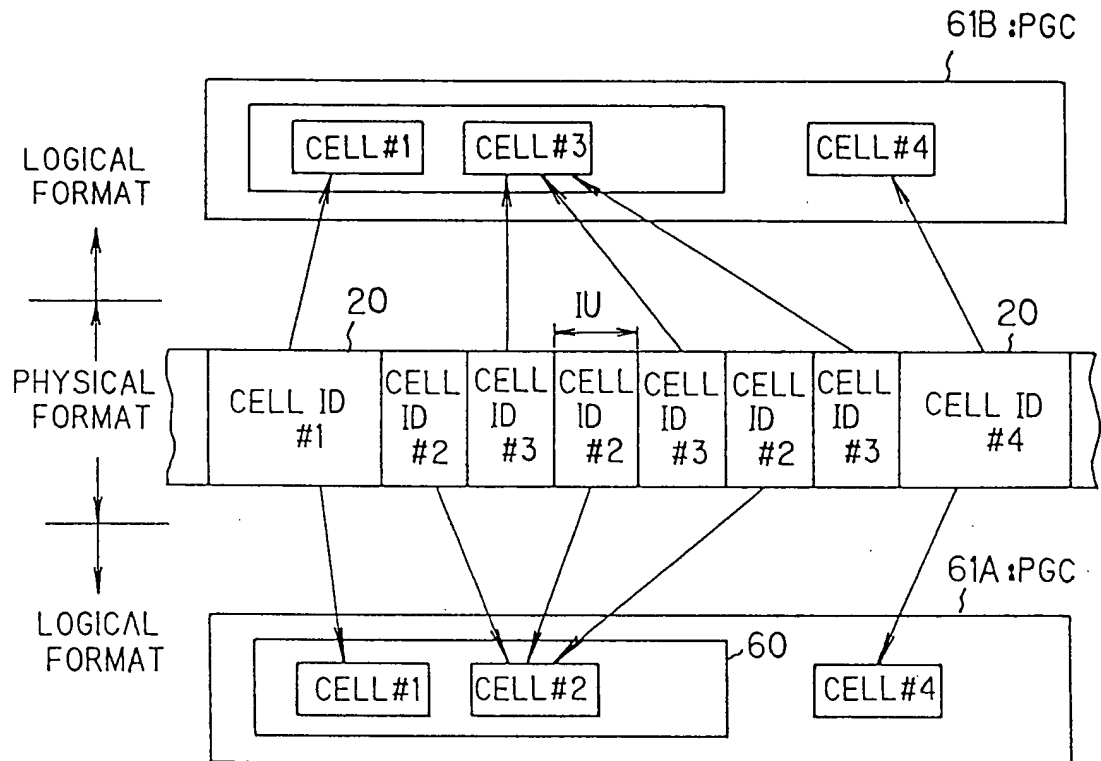 61B :PGC
CELL#1
CELL#3
CELL#4
LOGICAL
FORMAT
20
IU
20
PHYSICAL
FORMAT
CELL ID
#1
CELL
ID
#2
CELL
ID
#3
CELL
ID
#2
CELL
ID
#3
CELL
ID
#2
CELL
ID
#3
CELL ID
#4
61A :PGC
LOGICAL
FORMAT
60
CELL#1
CELL#2
CELL#4